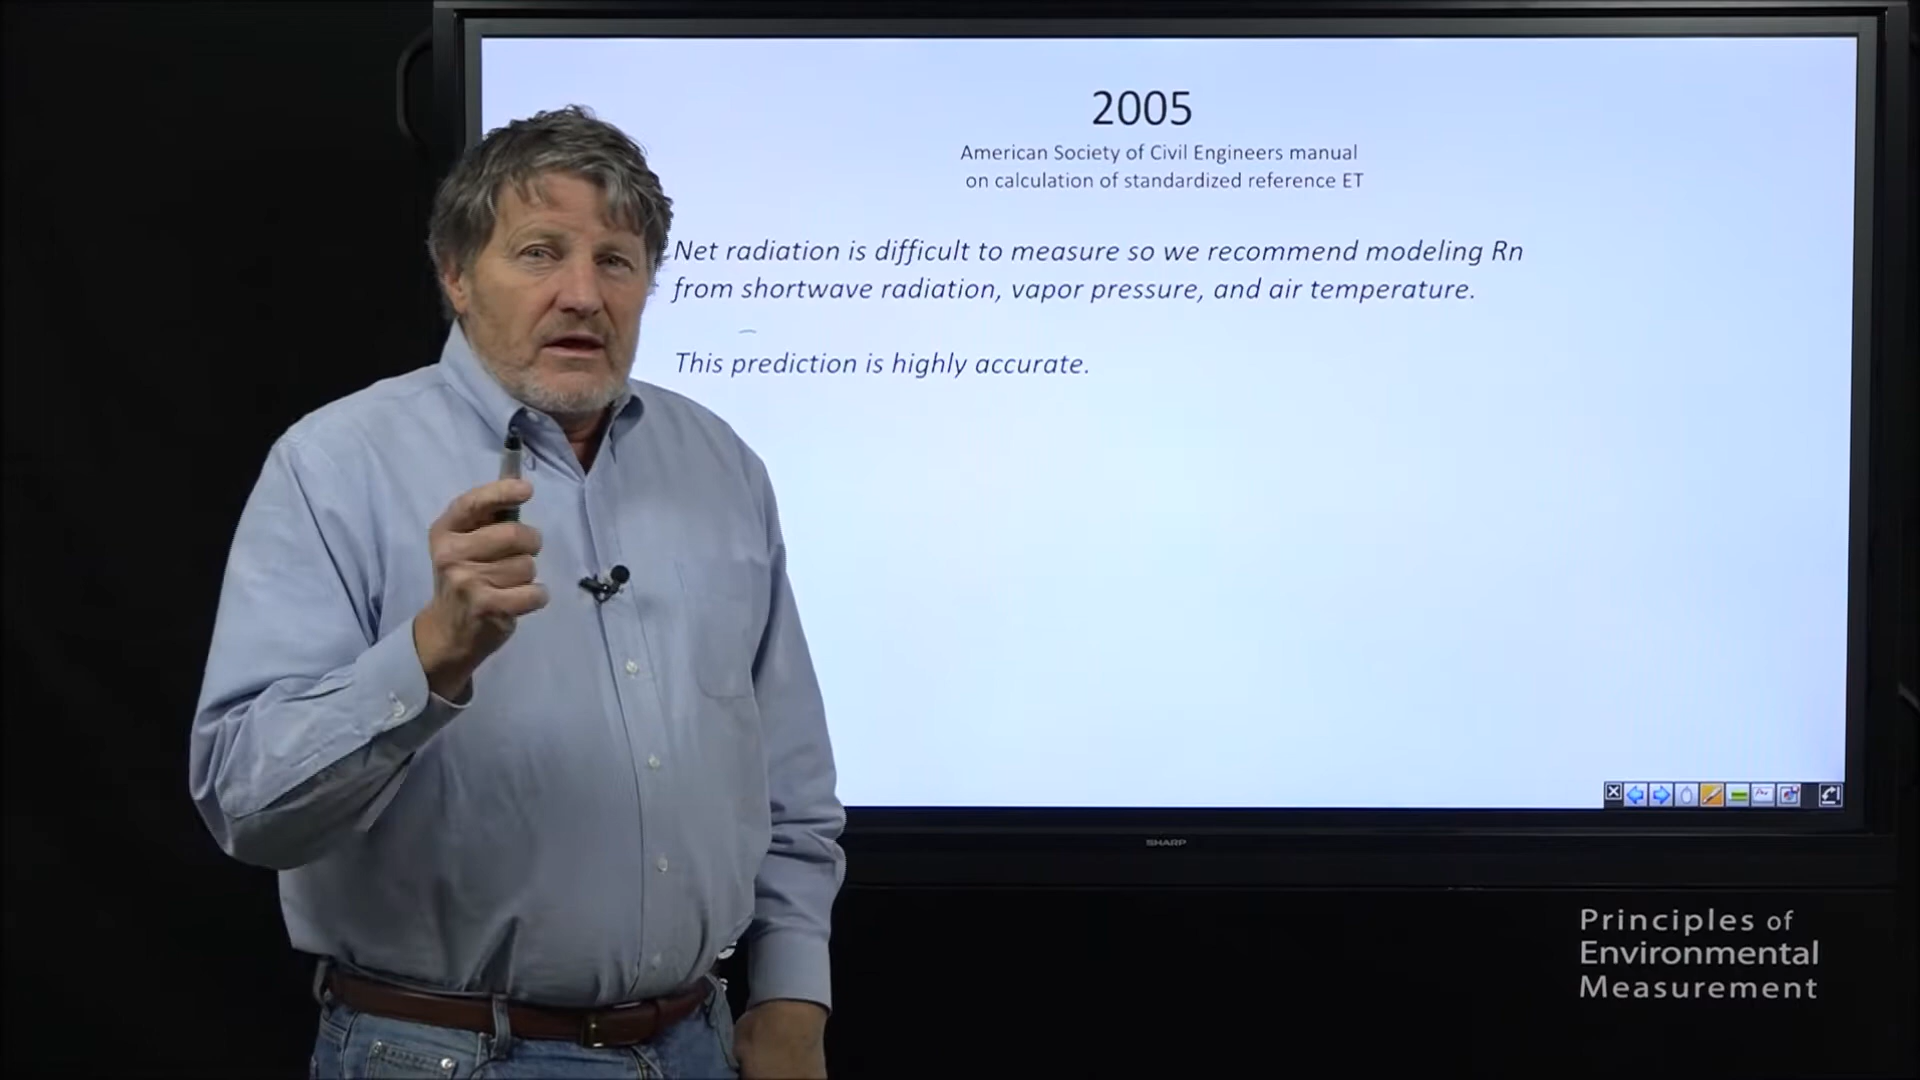 2005
American Society of Civil Engineers manual
on calculation of standardized reference ET
Net radiation is difficult to measure so we recommend modeling Rn
from shortwave radiation, vapor pressure, and air temperature.
This prediction is highly accurate.
SHARP
Principles of
Environmental
Measurement